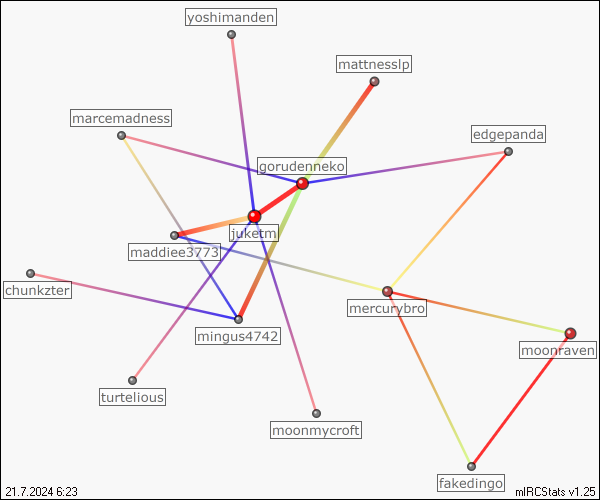 yoshimanden
mattnesslp
marcemadness
edgepanda
gorudenneko
juketm
maddiee3773
chunkzter
mercurybro
mingus4742
moonraven
turtelious
moonmycroft
fakedingo
21.7.2024 6:23
mIRCStats v1.25